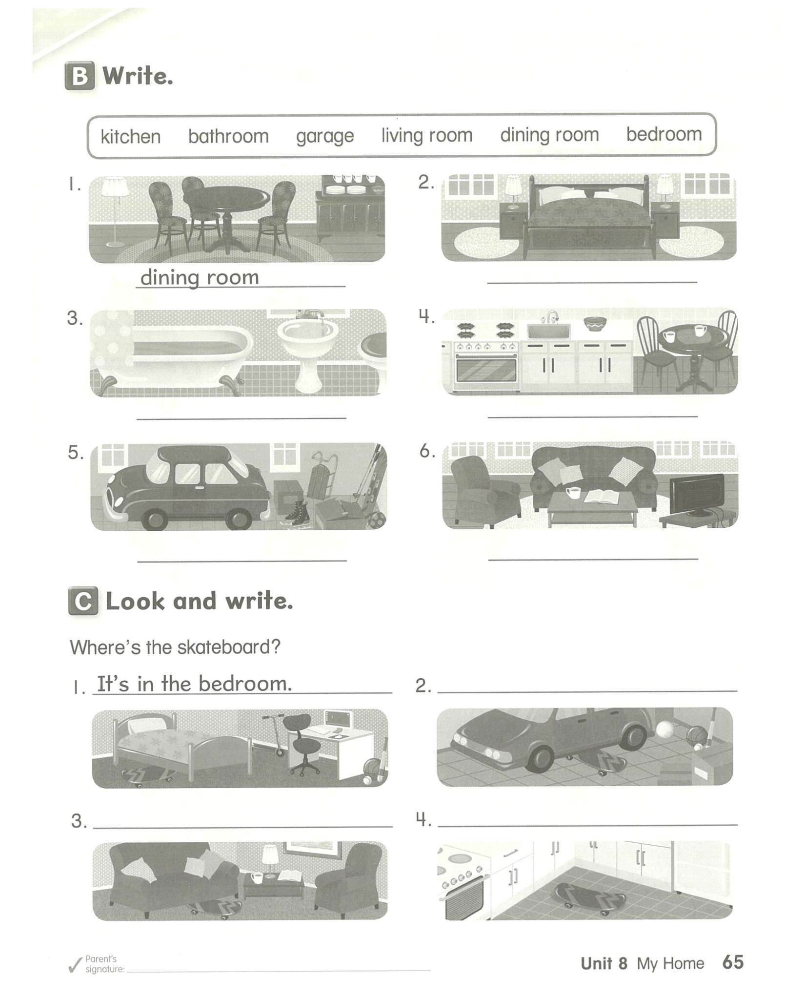 B Write.
kitchen bathroom garage living room dining room bedroom
1.
2.
dining room
3.
4.
5.
6.
C Look and write.
Where's the skateboard?
1. It's in the bedroom.
2.
3.
4.
✓ Parent's
signature:
Unit 8 My Home 65